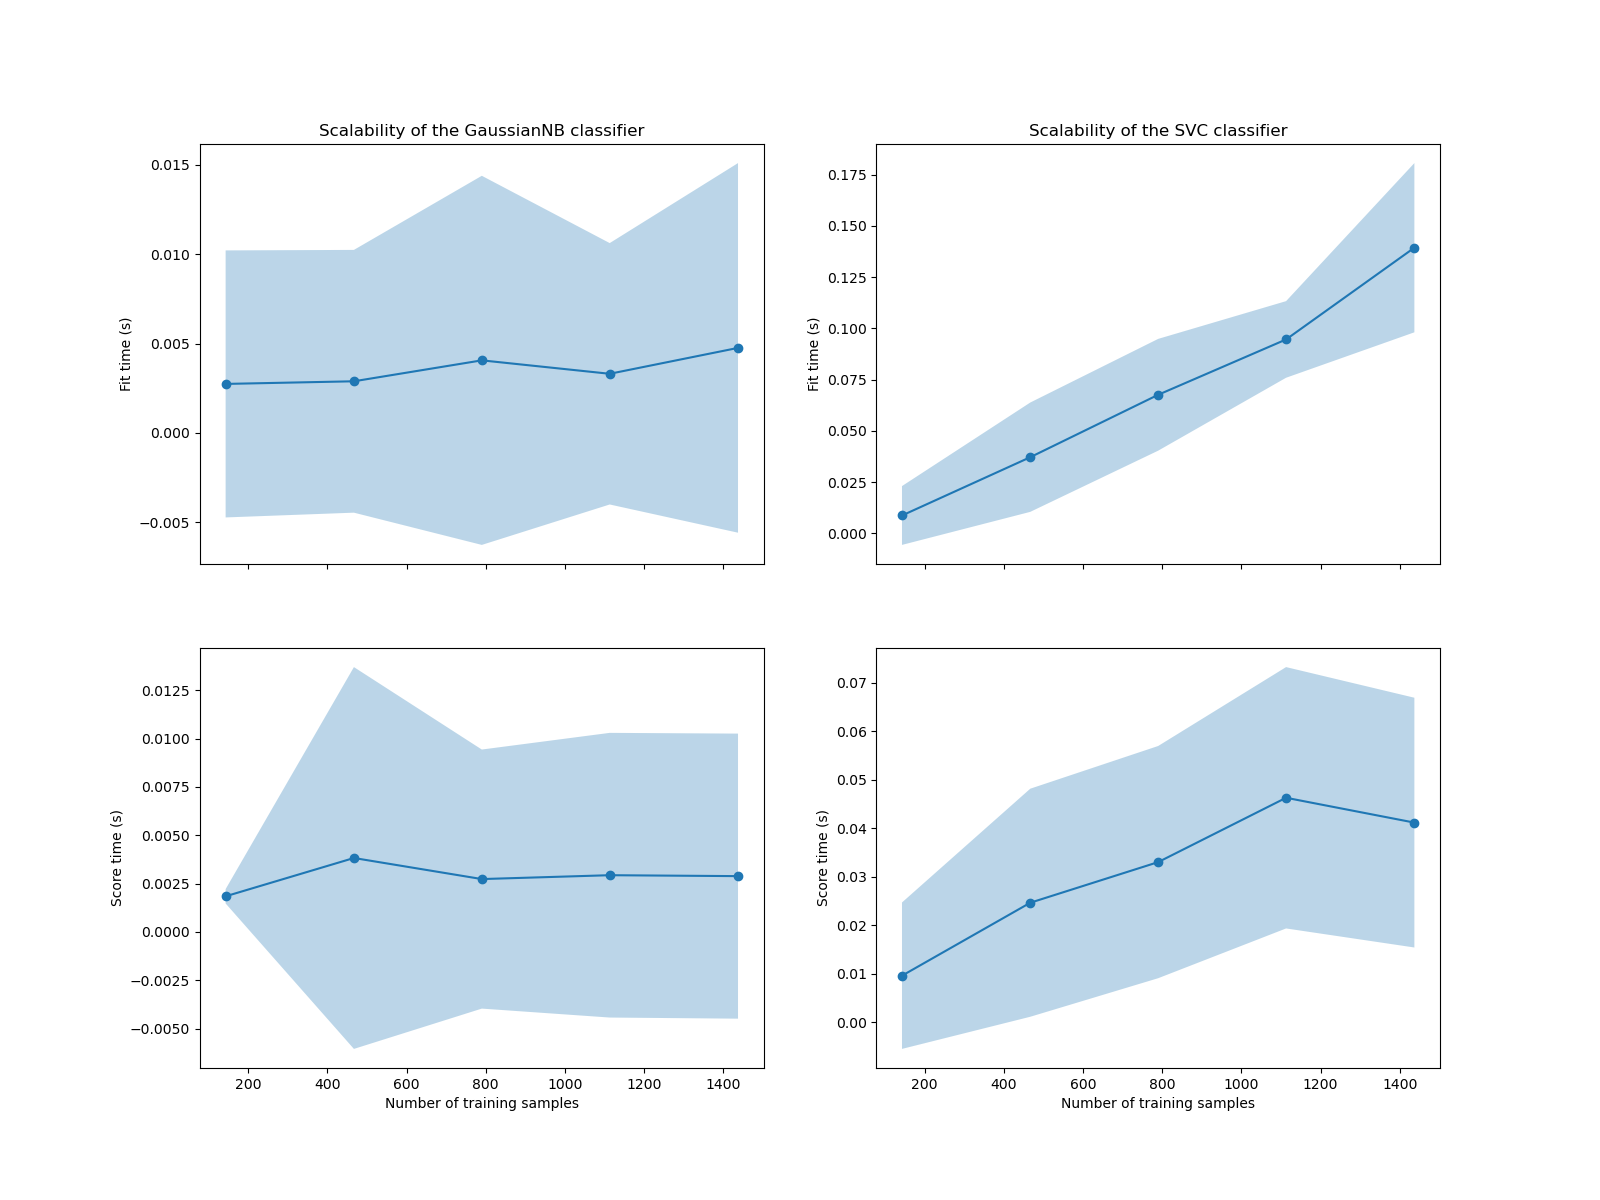 Scalability of the GaussianNB classifier
0.015
0.010
0.005
0.000
−0.005
Fit time (s)
Scalability of the SVC classifier
0.175
0.150
0.125
0.100
0.075
0.050
0.025
0.000
Fit time (s)
0.0125
0.0100
0.0075
0.0050
0.0025
0.0000
−0.0025
−0.0050
Score time (s)
200 400 600 800 1000 1200 1400
Number of training samples
0.07
0.06
0.05
0.04
0.03
0.02
0.01
0.00
Score time (s)
200 400 600 800 1000 1200 1400
Number of training samples